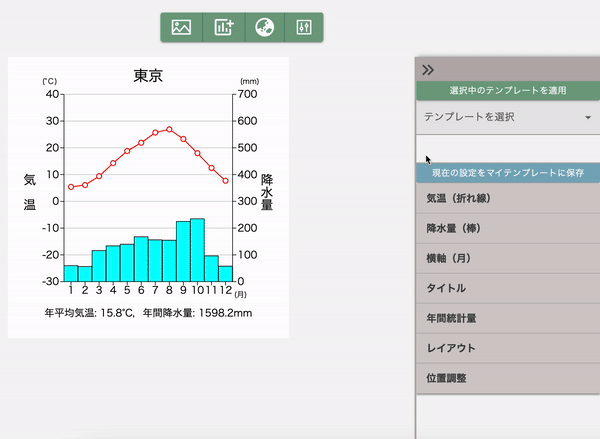 東京
(℃)
(mm)
40
30
20
10
0
-10
-20
-30
700
600
500
400
300
200
100
0
気温
降水量
1 2 3 4 5 6 7 8 9 10 11 12
(月)
年平均気温: 15.8℃, 年間降水量: 1598.2mm
選択中のテンプレートを適用
テンプレートを選択
現在の設定をマイテンプレートに保存
気温（折れ線）
降水量（棒）
横軸（月）
タイトル
年間統計量
レイアウト
位置調整